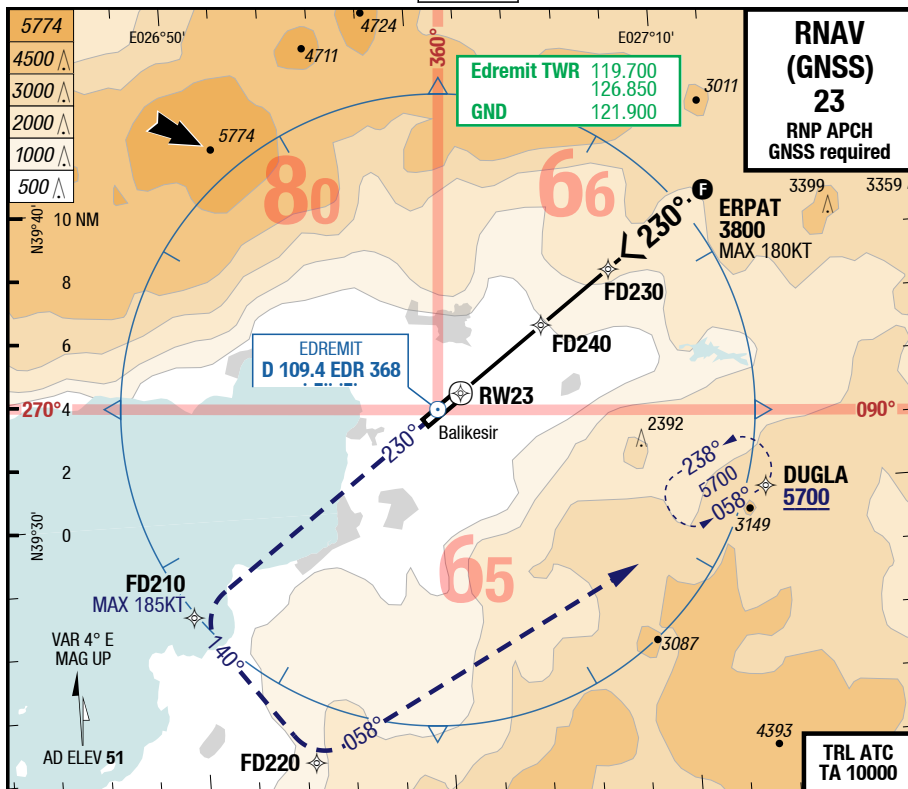 5774
4500
3000
2000
1000
500
E026°50'
4711
4724
360°
E027°10'
Edremit TWR 119.700
126.850
GND 121.900
3011
RNAV
(GNSS)
23
RNP APCH
GNSS required
5774
80
66
230°
F
ERPAT
3800
MAX 180KT
3399
3359
N39°40'
10 NM
8
6
4
2
0
FD230
FD240
EDREMIT
D 109.4 EDR 368
RW23
270°
090°
Balikesir
230°
2392
238°
5700
058°
DUGLA
5700
3149
N39°30'
65
FD210
MAX 185KT
140°
VAR 4° E
MAG UP
3087
058°
FD220
4393
AD ELEV 51
TRL ATC
TA 10000